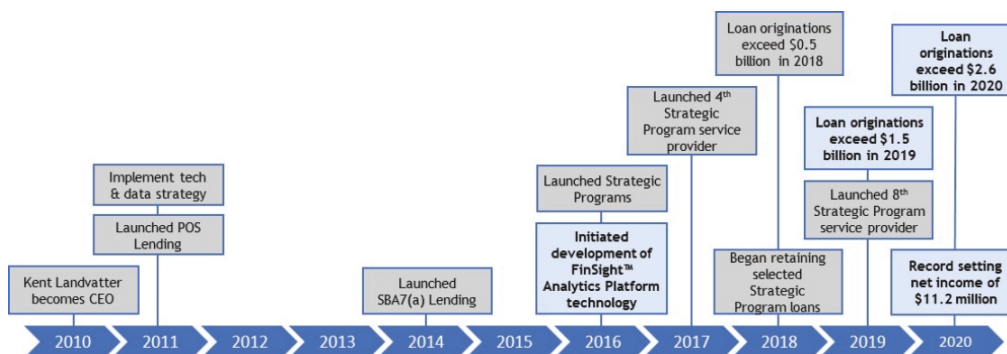 Kent Landvatter
becomes CEO
Implement tech
& data strategy
Launched POS
Lending
Launched
SBA7(a) Lending
Launched Strategic
Programs
Initiated
development of
FinSight™
Analytics Platform
technology
Launched 4th
Strategic
Program service
provider
Loan originations
exceed $0.5
billion in 2018
Began retaining
selected
Strategic
Program loans
Loan originations
exceed $1.5
billion in 2019
Launched 8th
Strategic Program
service provider
Loan
originations
exceed $2.6
billion in 2020
Record setting
net income of
$11.2 million
2010
2011
2012
2013
2014
2015
2016
2017
2018
2019
2020